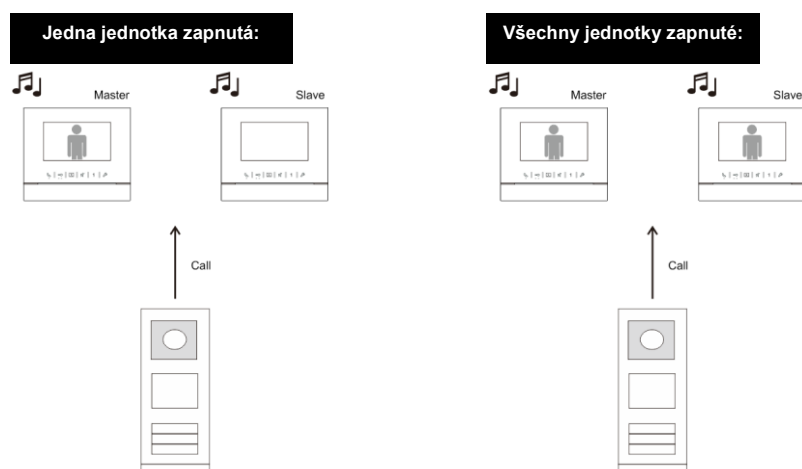 Jedna jednotka zapnutá:
Všechny jednotky zapnuté:
Master
Slave
Master
Slave
Call
Call